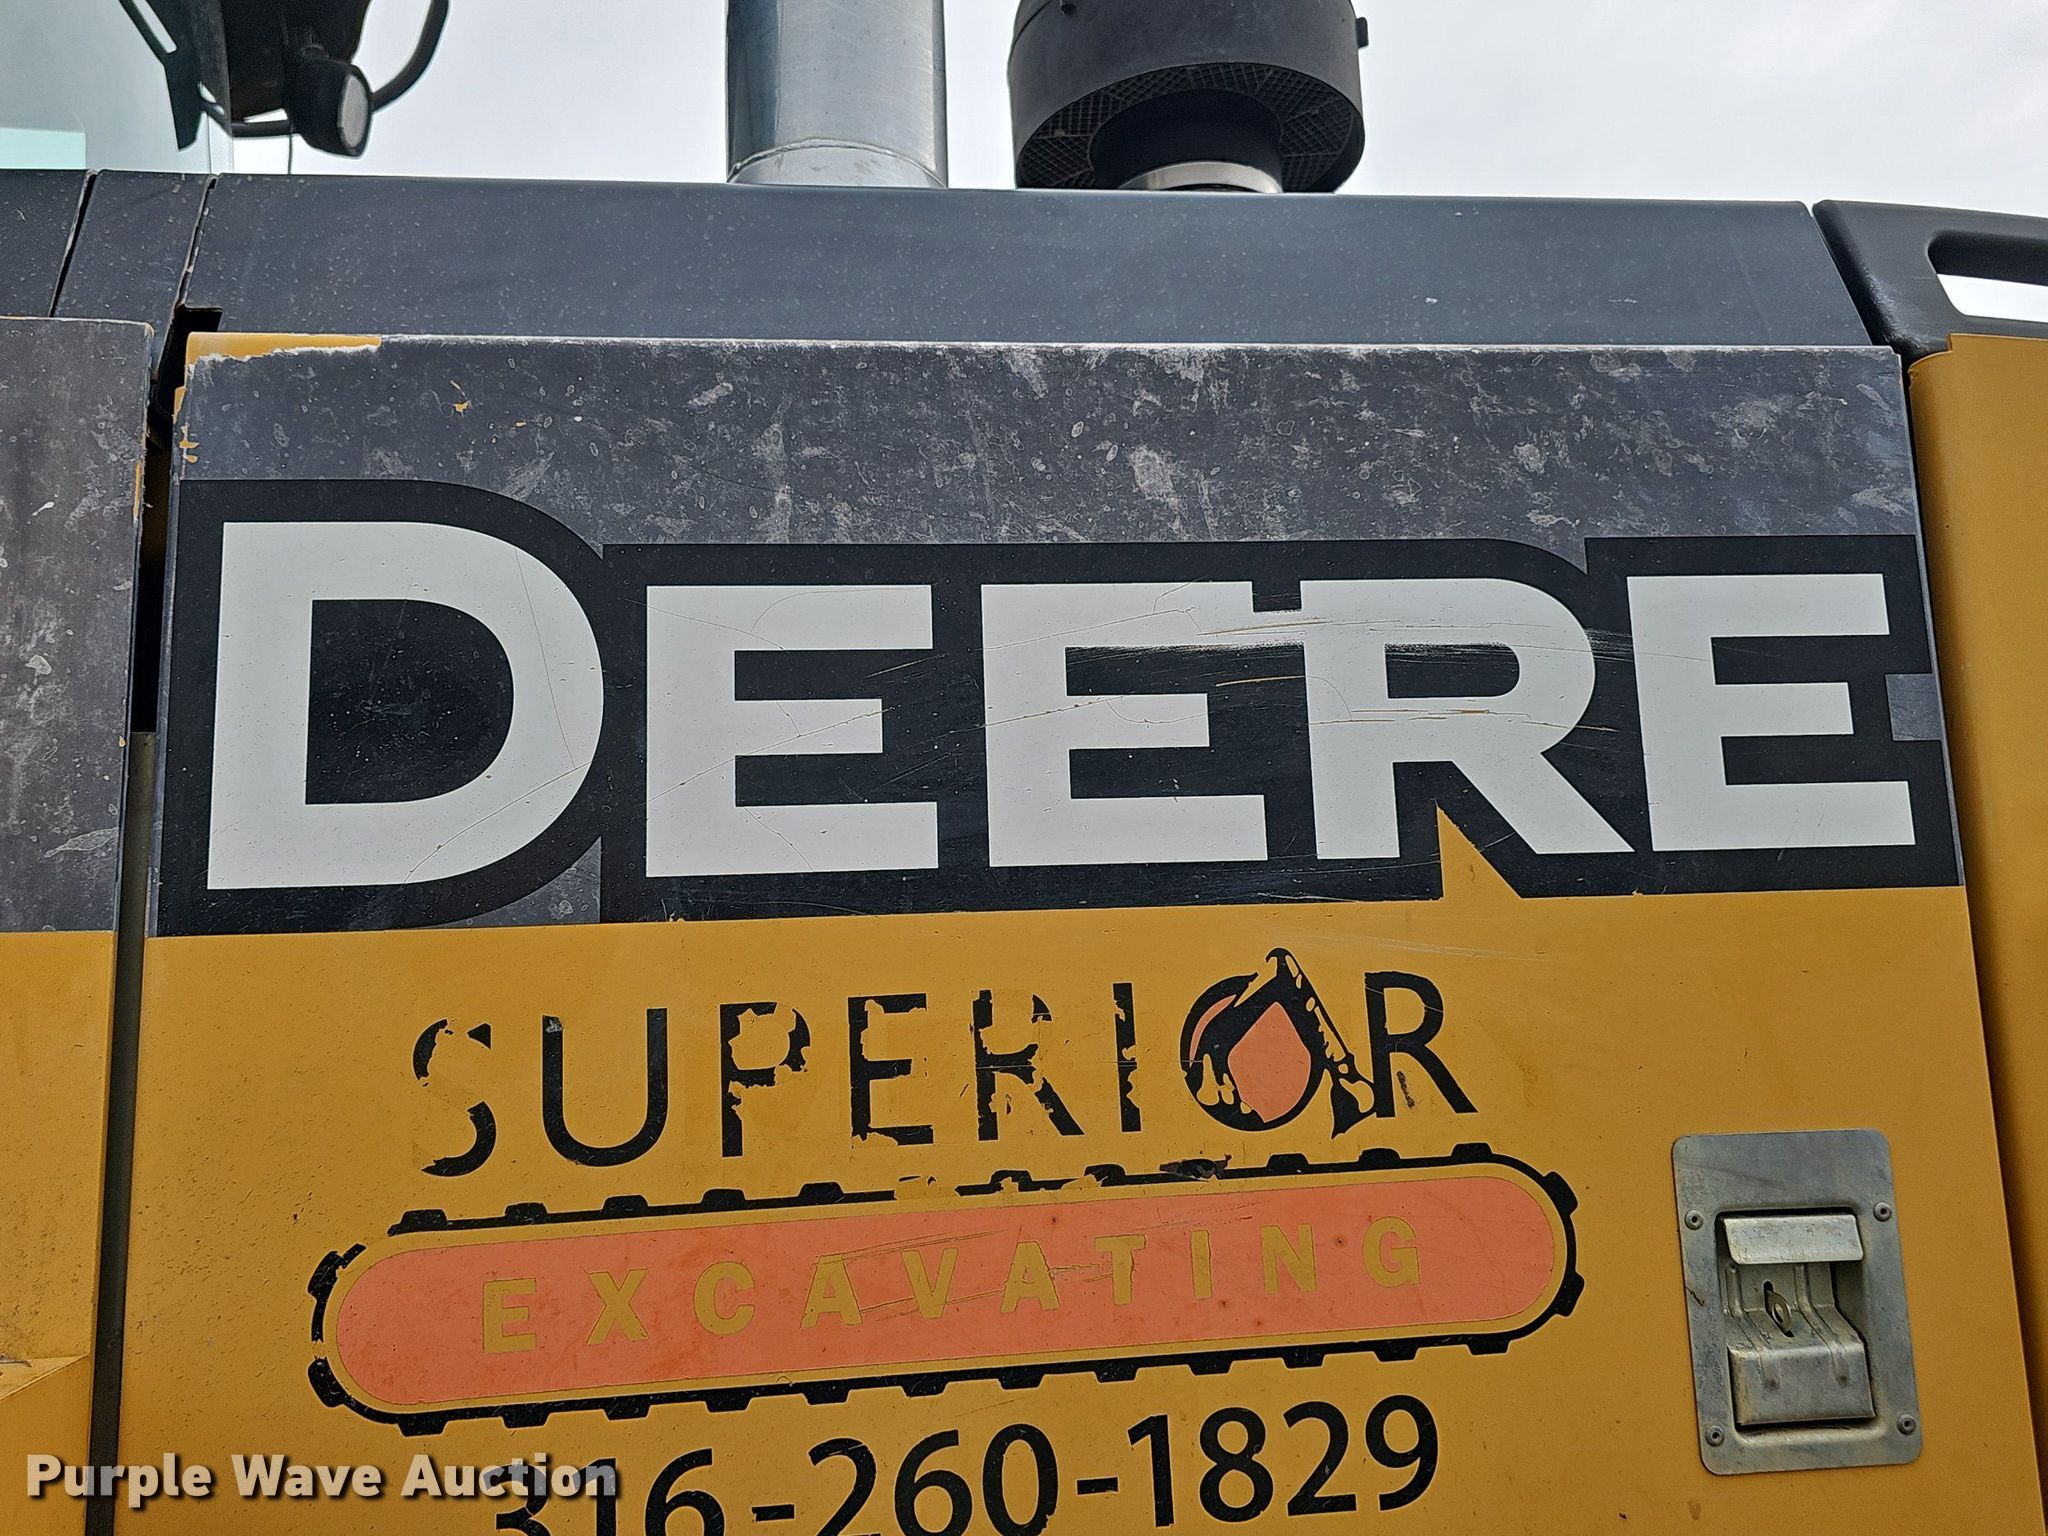 DEERE
SUPERIOR
EXCAVATING
316-260-1829
Purple Wave Auction